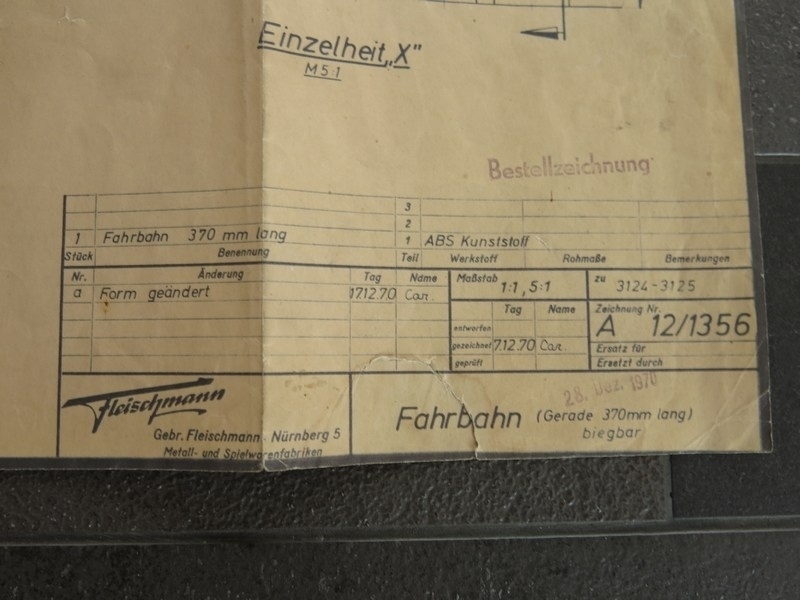 Einzelheit „X"
M 5:1
Bestellzeichnung
3
2
1 Fahrbahn 370 mm lang 1 ABS Kunststoff
Stück Benennung Teil Werkstoff Rohmaße Bemerkungen
Nr. Änderung Tag Name Maßstab 1:1, 5:1 zu 3124-3125
a Form geändert 17.12.70 Car.
Tag Name Zeichnung Nr.
entworfen A 12/1356
gezeichnet 7.12.70 Car. Ersatz für
geprüft Ersetzt durch
28. Dez. 1970
Fleischmann
Fahrbahn (Gerade 370mm lang)
biegbar
Gebr. Fleischmann Nürnberg 5
Metall- und Spielwarenfabriken